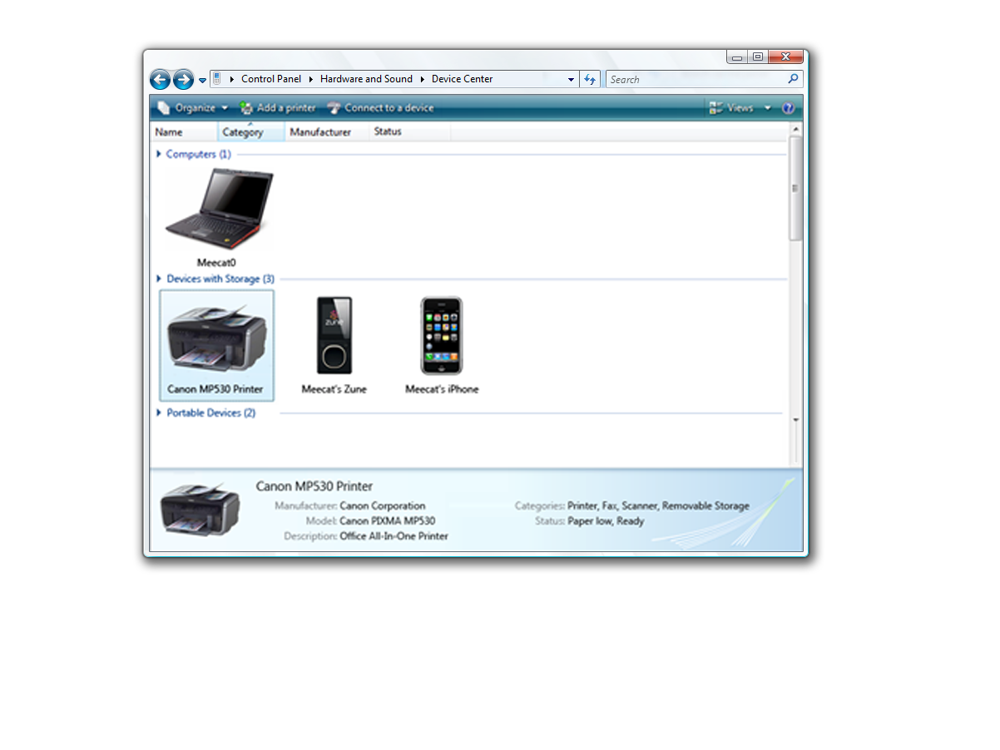 Control Panel Hardware and Sound Device Center Search
Organize Add a printer Connect to a device Views ?
Name Category Manufacturer Status
Computers (1)
Meecat0
Devices with Storage (3)
zune
Canon MP530 Printer Meecat's Zune Meecat's iPhone
Portable Devices (2)
Canon MP530 Printer
Manufacturer: Canon Corporation Categories: Printer, Fax, Scanner, Removable Storage
Model: Canon PIXMA MP530 Status: Paper low, Ready
Description: Office All-In-One Printer